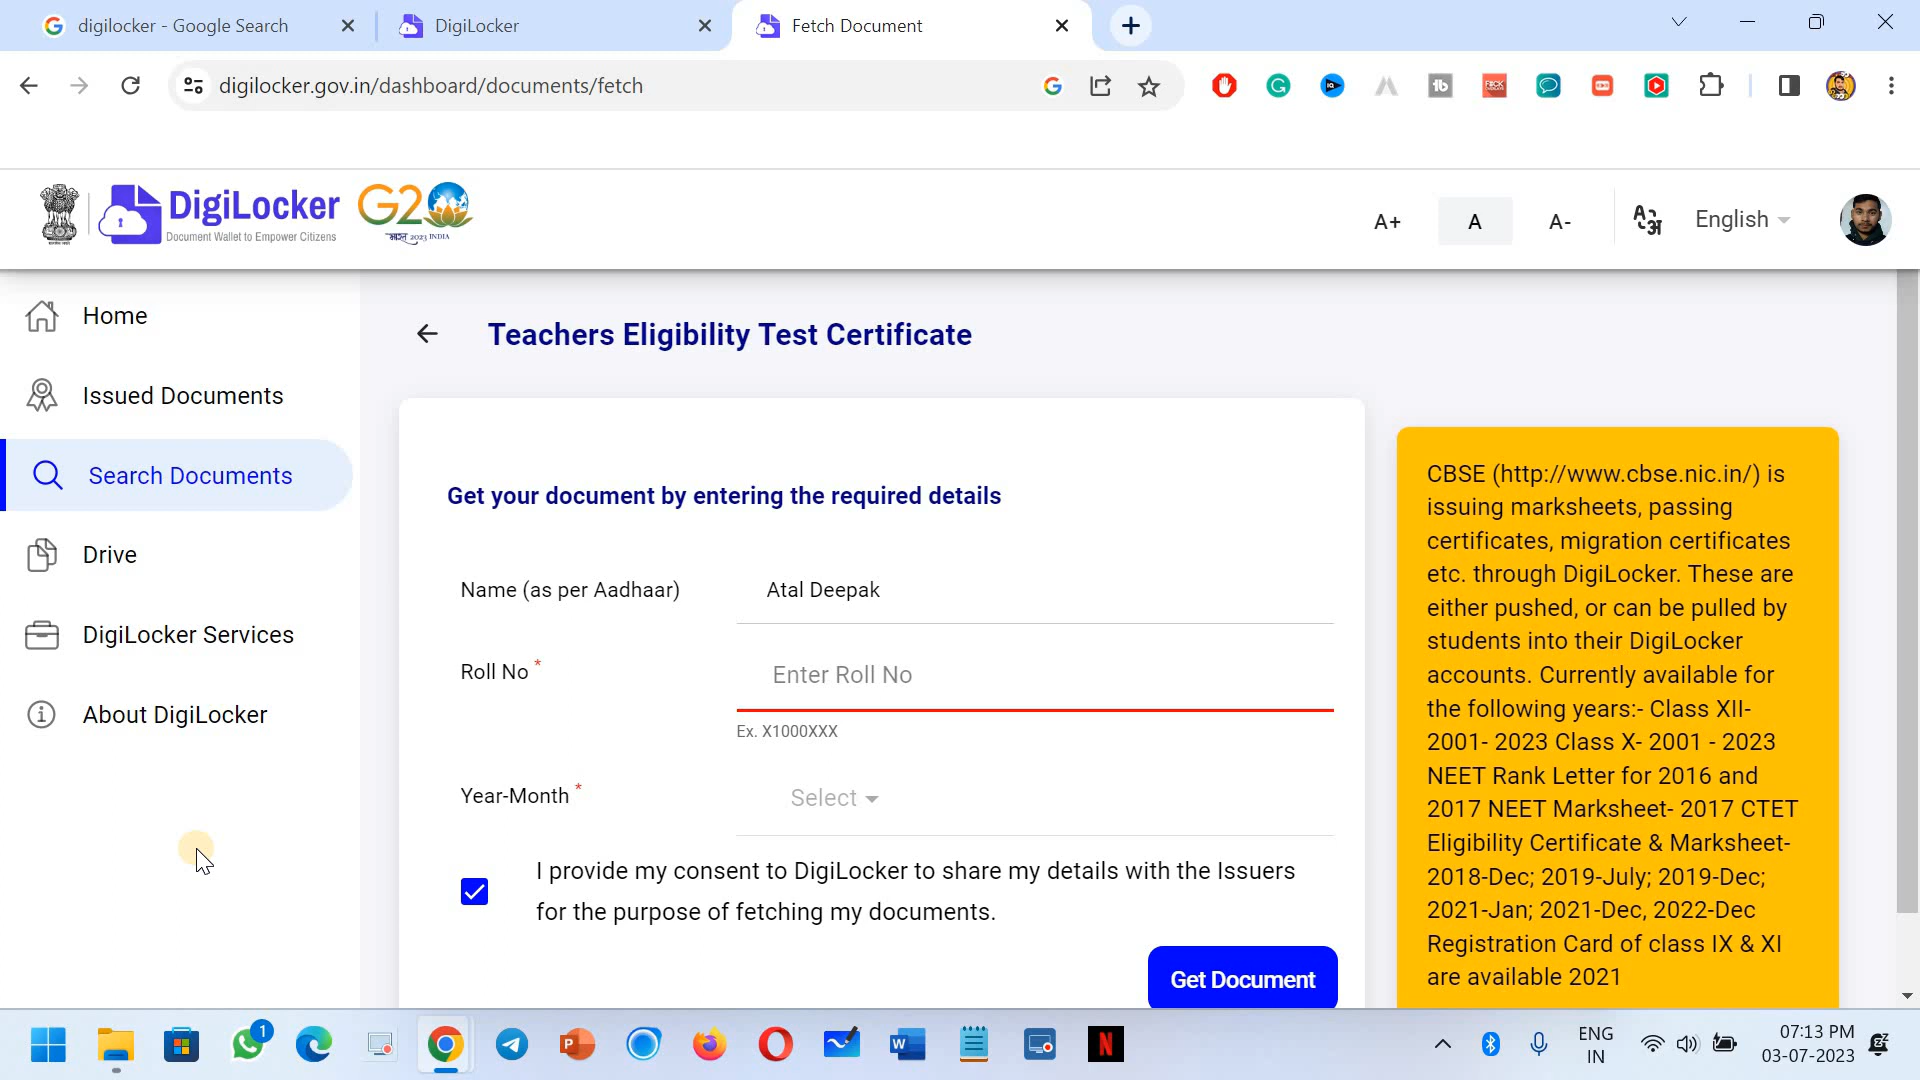 digilocker - Google Search
DigiLocker
Fetch Document
digilocker.gov.in/dashboard/documents/fetch
DigiLocker
Document Wallet to Empower Citizens
G20
भारत 2023 INDIA
A+
A
A-
English
Home
Issued Documents
Search Documents
Drive
DigiLocker Services
About DigiLocker
Teachers Eligibility Test Certificate
Get your document by entering the required details
Name (as per Aadhaar)
Atal Deepak
Roll No *
Enter Roll No
Ex. X1000XXX
Year-Month *
Select
I provide my consent to DigiLocker to share my details with the Issuers
for the purpose of fetching my documents.
Get Document
CBSE (http://www.cbse.nic.in/) is
issuing marksheets, passing
certificates, migration certificates
etc. through DigiLocker. These are
either pushed, or can be pulled by
students into their DigiLocker
accounts. Currently available for
the following years:- Class XII-
2001- 2023 Class X- 2001 - 2023
NEET Rank Letter for 2016 and
2017 NEET Marksheet- 2017 CTET
Eligibility Certificate & Marksheet-
2018-Dec; 2019-July; 2019-Dec;
2021-Jan; 2021-Dec, 2022-Dec
Registration Card of class IX & XI
are available 2021
1
ENG
IN
07:13 PM
03-07-2023